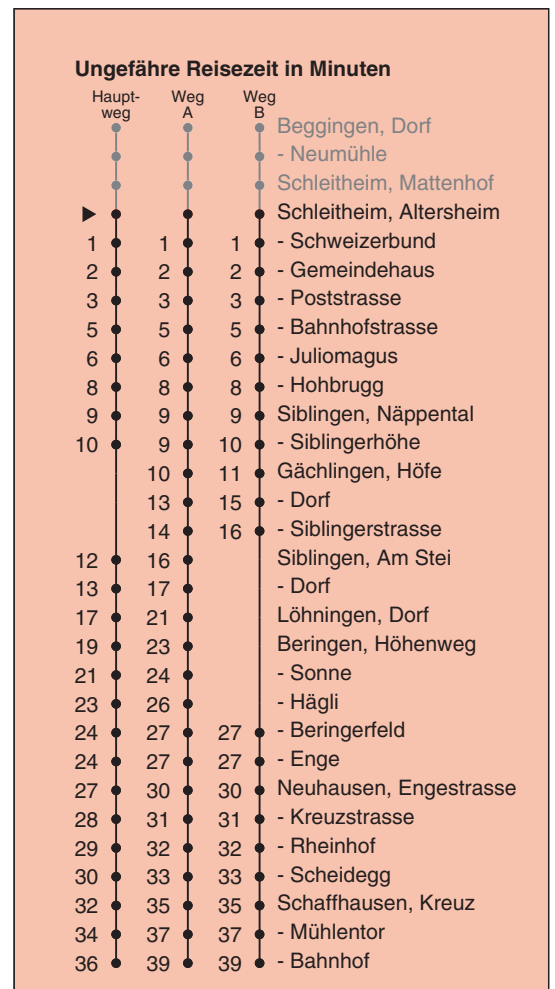 Ungefähre Reisezeit in Minuten
Haupt- Weg Weg
weg A B
Beggingen, Dorf
- Neumühle
Schleitheim, Mattenhof
Schleitheim, Altersheim
1 1 1 - Schweizerbund
2 2 2 - Gemeindehaus
3 3 3 - Poststrasse
5 5 5 - Bahnhofstrasse
6 6 6 - Juliomagus
8 8 8 - Hohbrugg
9 9 9 Siblingen, Näppental
10 9 10 - Siblingerhöhe
10 11 Gächlingen, Höfe
13 15 - Dorf
14 16 - Siblingerstrasse
12 16 Siblingen, Am Stei
13 17 - Dorf
17 21 Löhningen, Dorf
19 23 Beringen, Höhenweg
21 24 - Sonne
23 26 - Hägli
24 27 27 - Beringerfeld
24 27 27 - Enge
27 30 30 Neuhausen, Engestrasse
28 31 31 - Kreuzstrasse
29 32 32 - Rheinhof
30 33 33 - Scheidegg
32 35 35 Schaffhausen, Kreuz
34 37 37 - Mühlentor
36 39 39 - Bahnhof